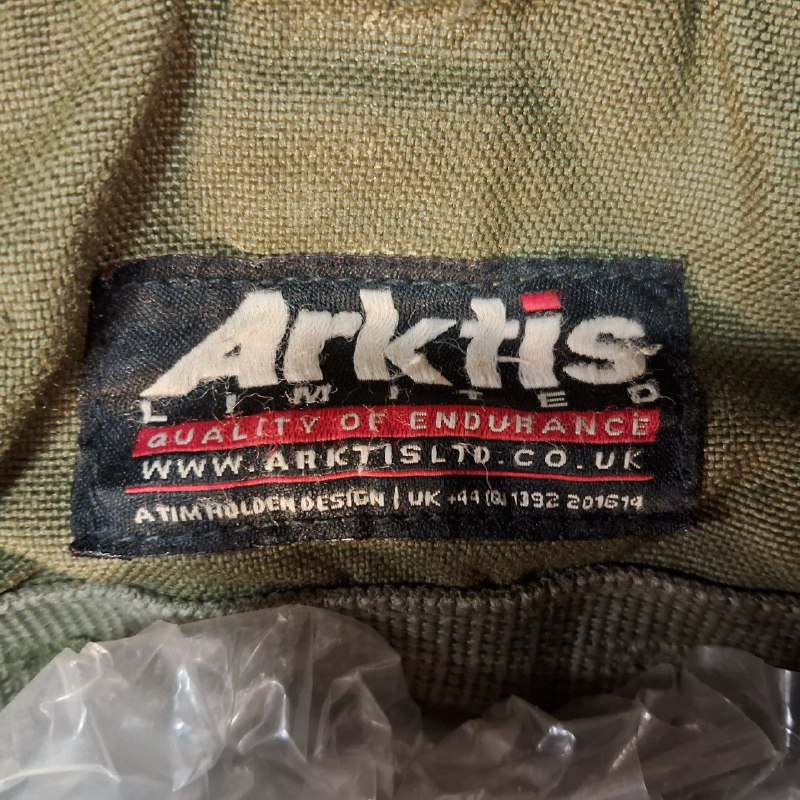 Arktis
LIMITED
QUALITY OF ENDURANCE
WWW.ARKTISLTD.CO.UK
A TIM HOLDEN DESIGN | UK +44 (0) 1392 201614